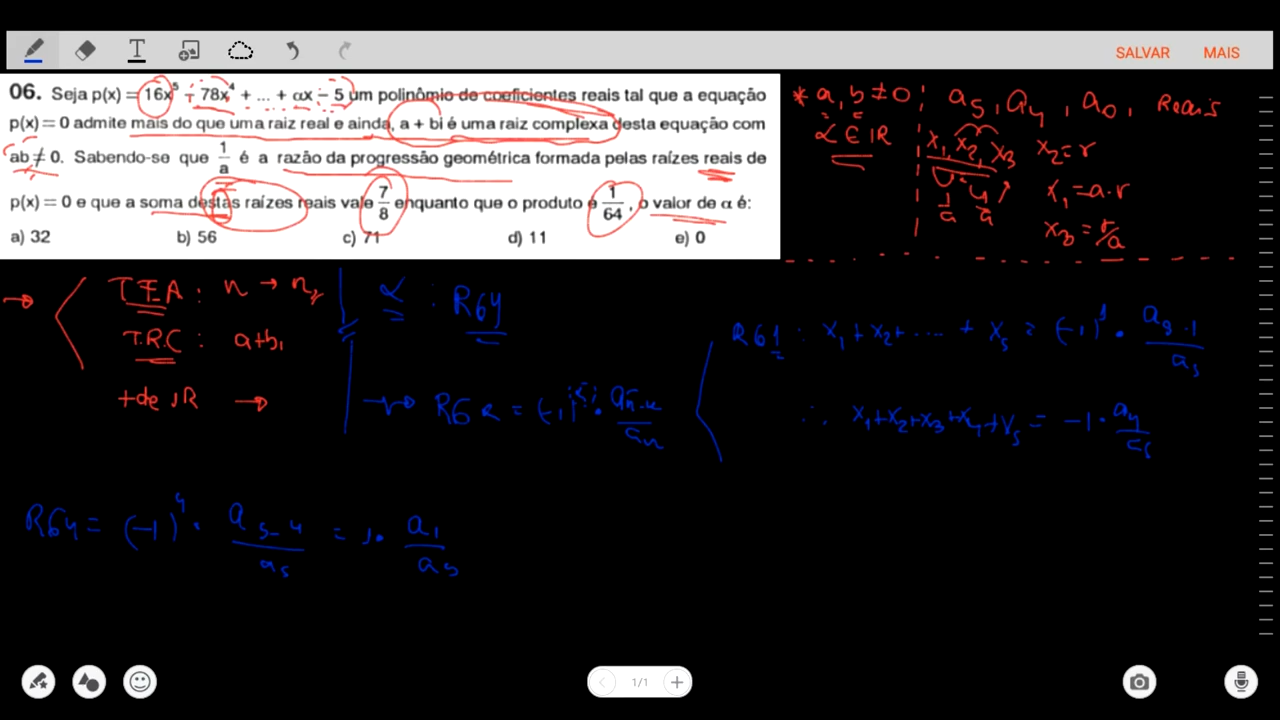 SALVAR MAIS
06. Seja p(x) = 16x⁵ − 78x⁴ + ... + αx − 5 um polinômio de coeficientes reais tal que a equação
p(x) = 0 admite mais do que uma raiz real e ainda, a + bi é uma raiz complexa desta equação com
ab ≠ 0. Sabendo-se que 1/a é a razão da progressão geométrica formada pelas raízes reais de
p(x) = 0 e que a soma destas raízes reais vale 7/8 enquanto que o produto é 1/64, o valor de α é:
a) 32 b) 56 c) 71 d) 11 e) 0
* a, b ≠ 0
α ∈ IR
a₅, a₄, a₀, Reais
x₁, x₂, x₃
1/a 1/a
x₂ = r
x₁ = a·r
x₃ = r/a
T.F.A: n → nᵣ
T.R.C: a+bi
+ de IR →
α : RG4
RGK = (-1)ᴷ · aₙ₋ₖ/aₙ
RG1: x₁ + x₂ + .... + x₅ = (-1)¹ · a₅₋₁/a₅
∴ x₁+x₂+x₃+x₄+x₅ = -1 · a₄/a₅
RG4 = (-1)⁴ · a₅₋₄/a₅ = 1 · a₁/a₅
1/1